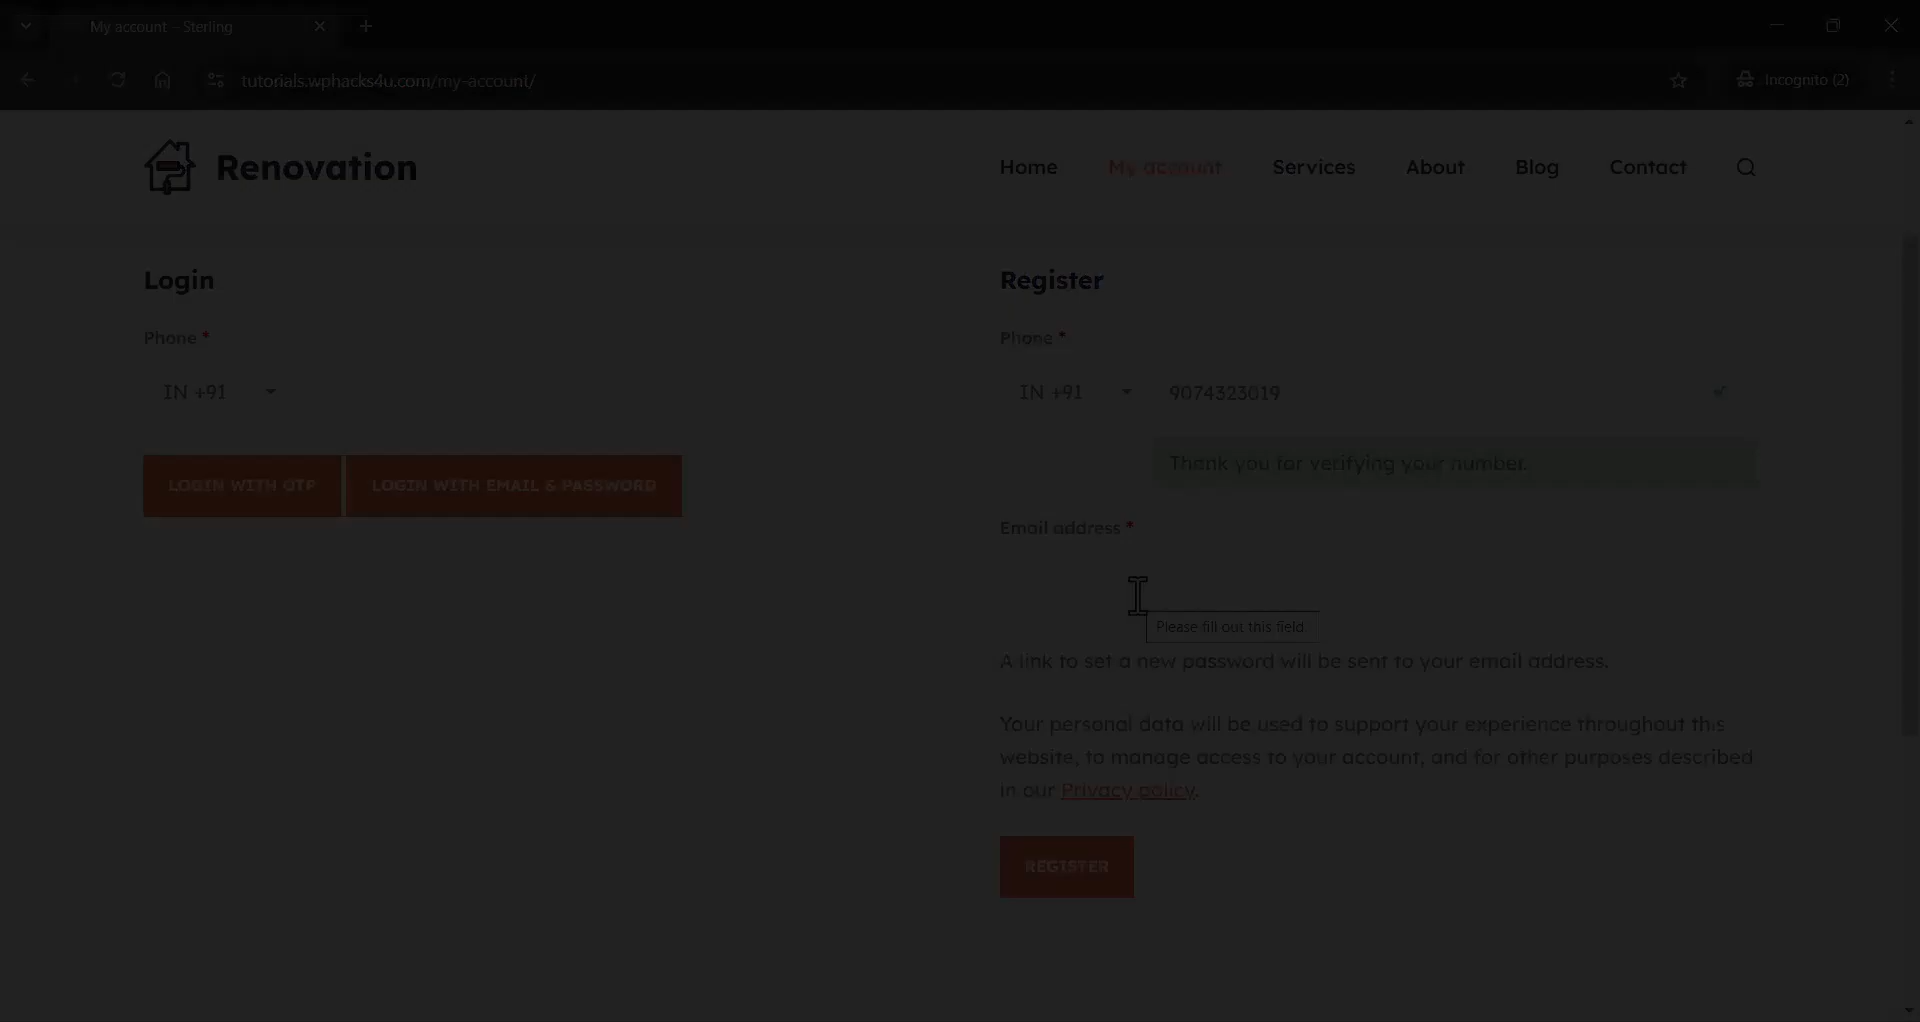 My account – Sterling
tutorials.wphacks4u.com/my-account/
Incognito (2)
Renovation
Home
My account
Services
About
Blog
Contact
Login
Phone *
IN +91
LOGIN WITH OTP
LOGIN WITH EMAIL & PASSWORD
Register
Phone *
IN +91
9074323019
Thank you for verifying your number.
Email address *
Please fill out this field.
A link to set a new password will be sent to your email address.
Your personal data will be used to support your experience throughout this
website, to manage access to your account, and for other purposes described
in our Privacy policy.
REGISTER